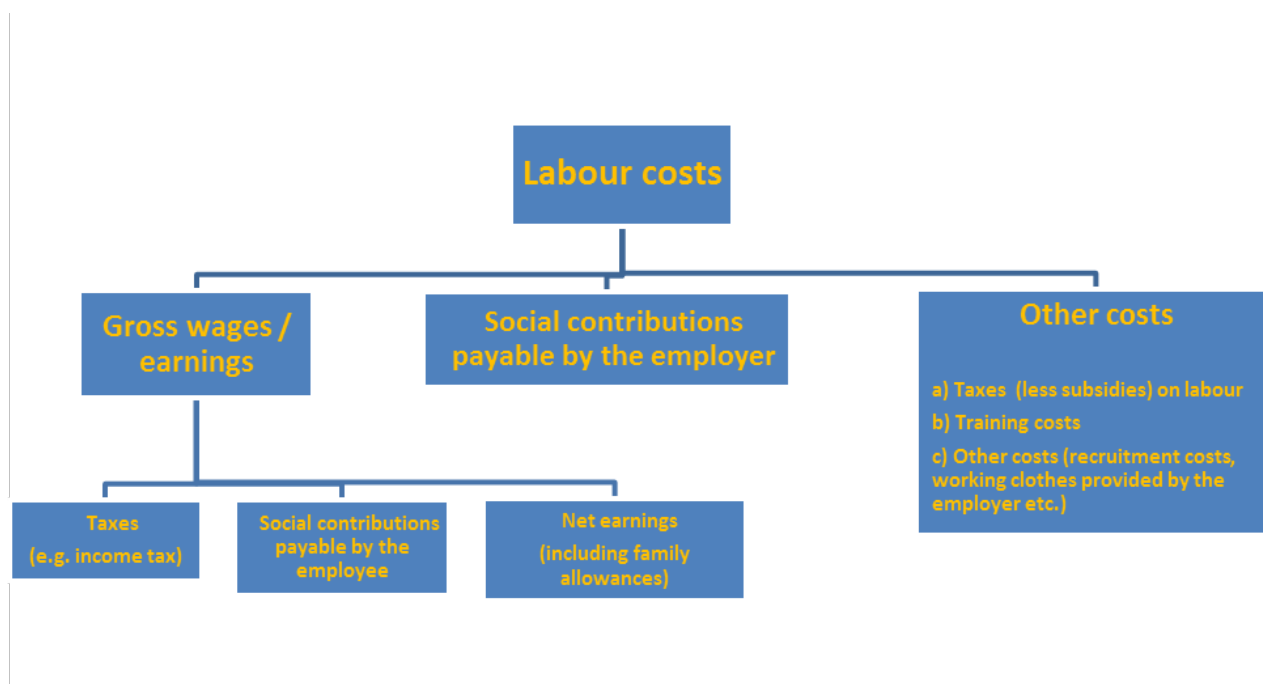 Labour costs
Gross wages /
earnings
Social contributions
payable by the employer
Other costs
a) Taxes (less subsidies) on labour
b) Training costs
c) Other costs (recruitment costs,
working clothes provided by the
employer etc.)
Taxes
(e.g. income tax)
Social contributions
payable by the
employee
Net earnings
(including family
allowances)